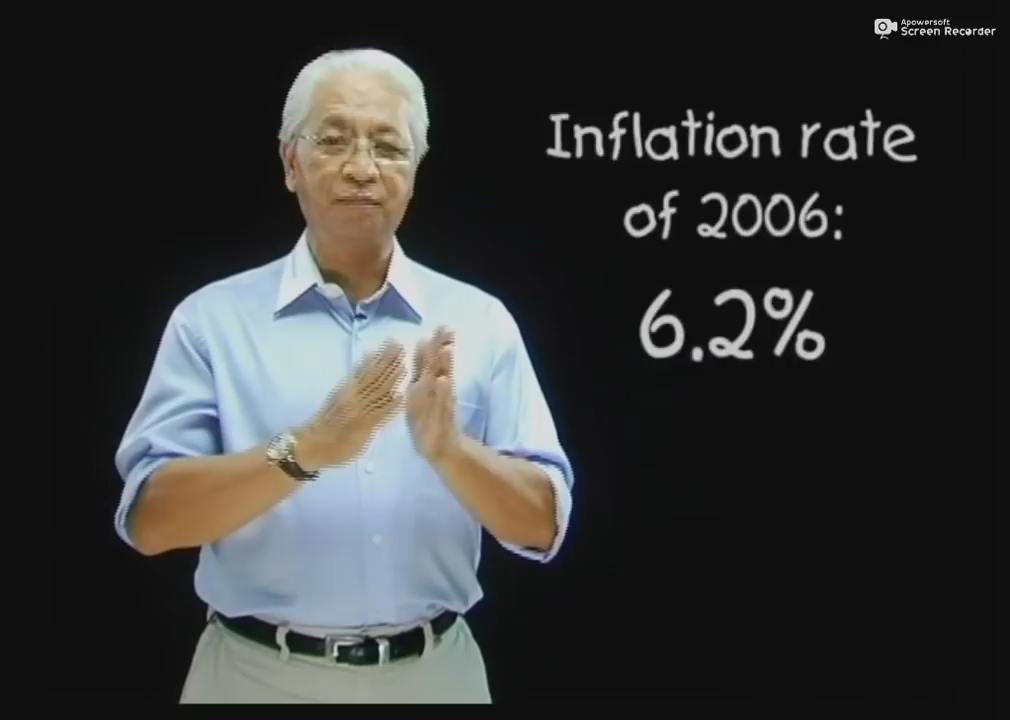 Apowersoft
Screen Recorder
Inflation rate
of 2006:
6.2%